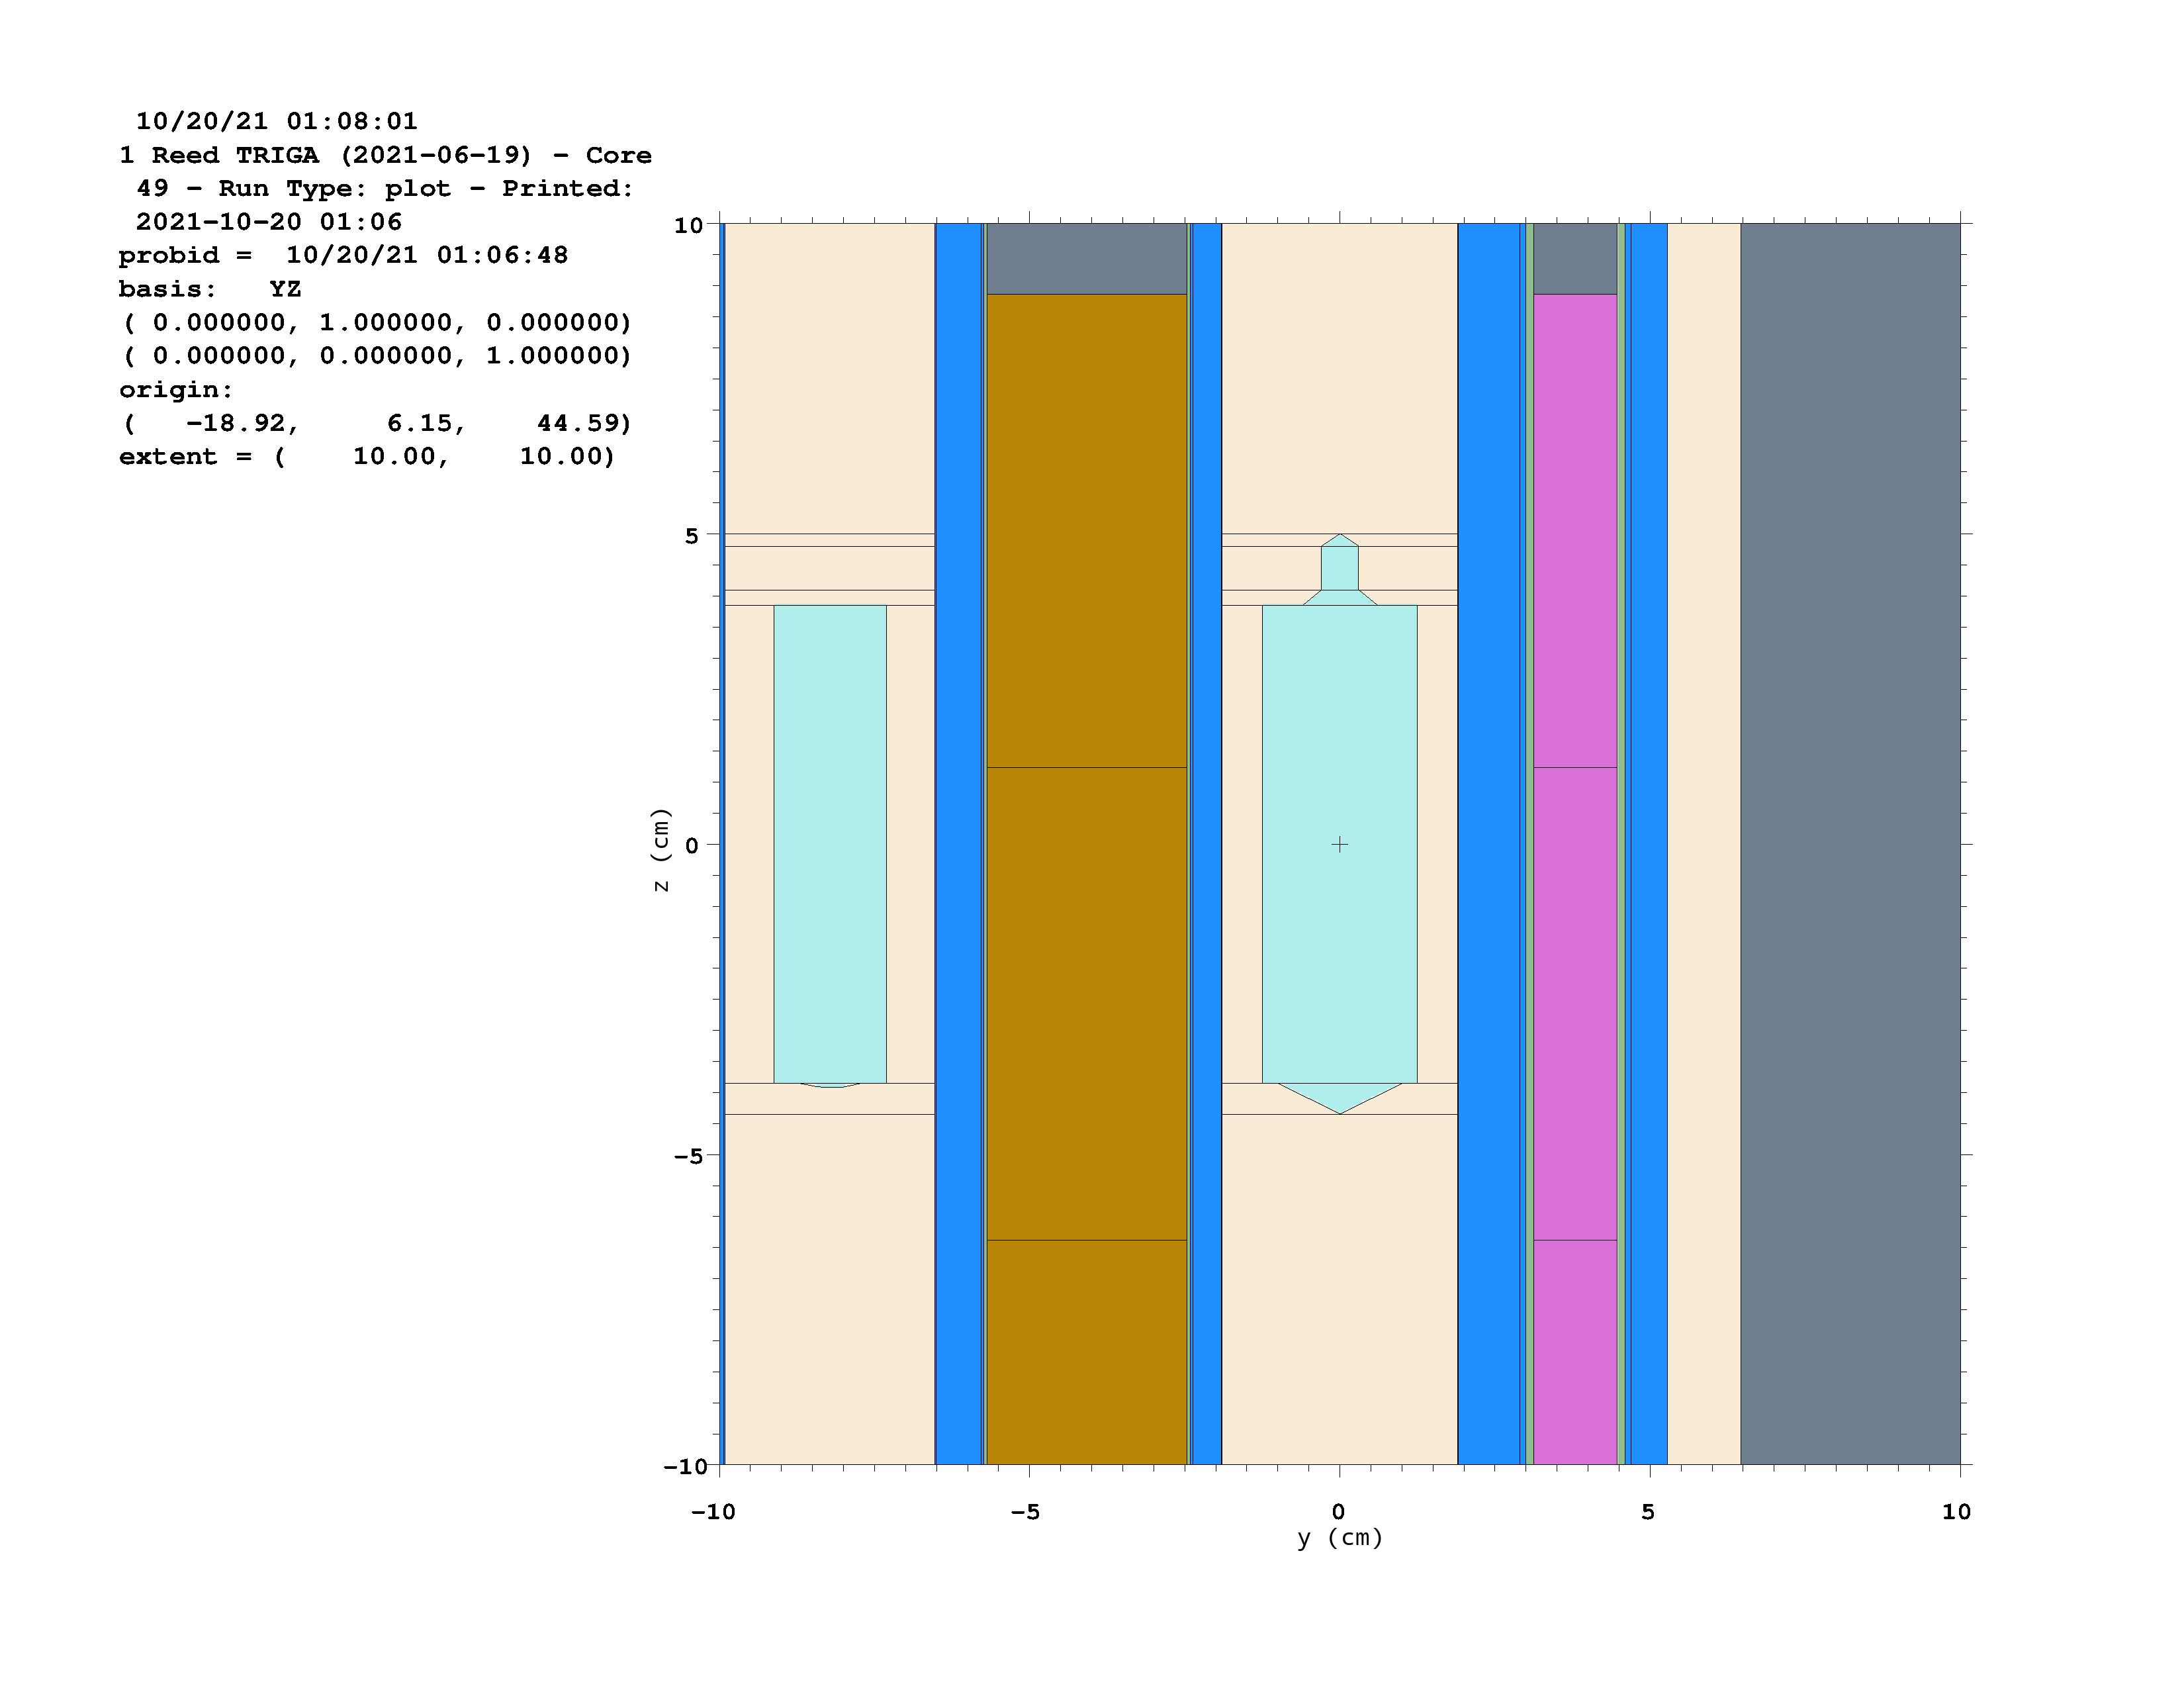 10/20/21 01:08:01
1 Reed TRIGA (2021-06-19) - Core
49 - Run Type: plot - Printed:
2021-10-20 01:06
probid = 10/20/21 01:06:48
basis: YZ
( 0.000000, 1.000000, 0.000000)
( 0.000000, 0.000000, 1.000000)
origin:
( -18.92, 6.15, 44.59)
extent = ( 10.00, 10.00)
10
5
0
-5
-10
z (cm)
-10 -5 0 5 10
y (cm)